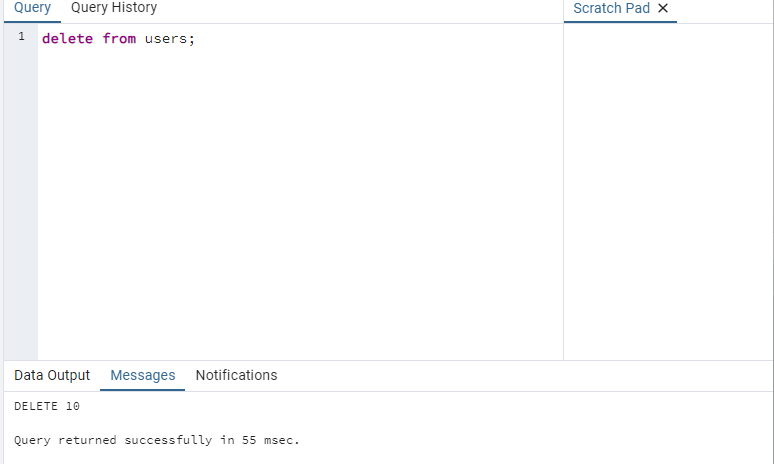 Query Query History Scratch Pad ✕
1 delete from users;
Data Output Messages Notifications
DELETE 10
Query returned successfully in 55 msec.